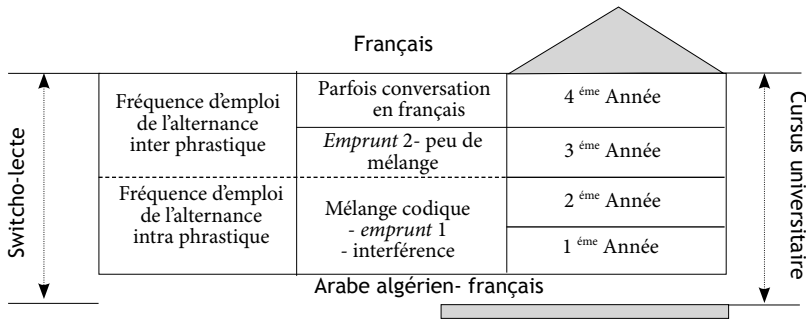 Français
Switcho-lecte
Fréquence d'emploi
de l'alternance
inter phrastique
Parfois conversation
en français
4 éme Année
Emprunt 2- peu de
mélange
3 éme Année
Fréquence d'emploi
de l'alternance
intra phrastique
Mélange codique
- emprunt 1
- interférence
2 éme Année
1 éme Année
Cursus universitaire
Arabe algérien- français